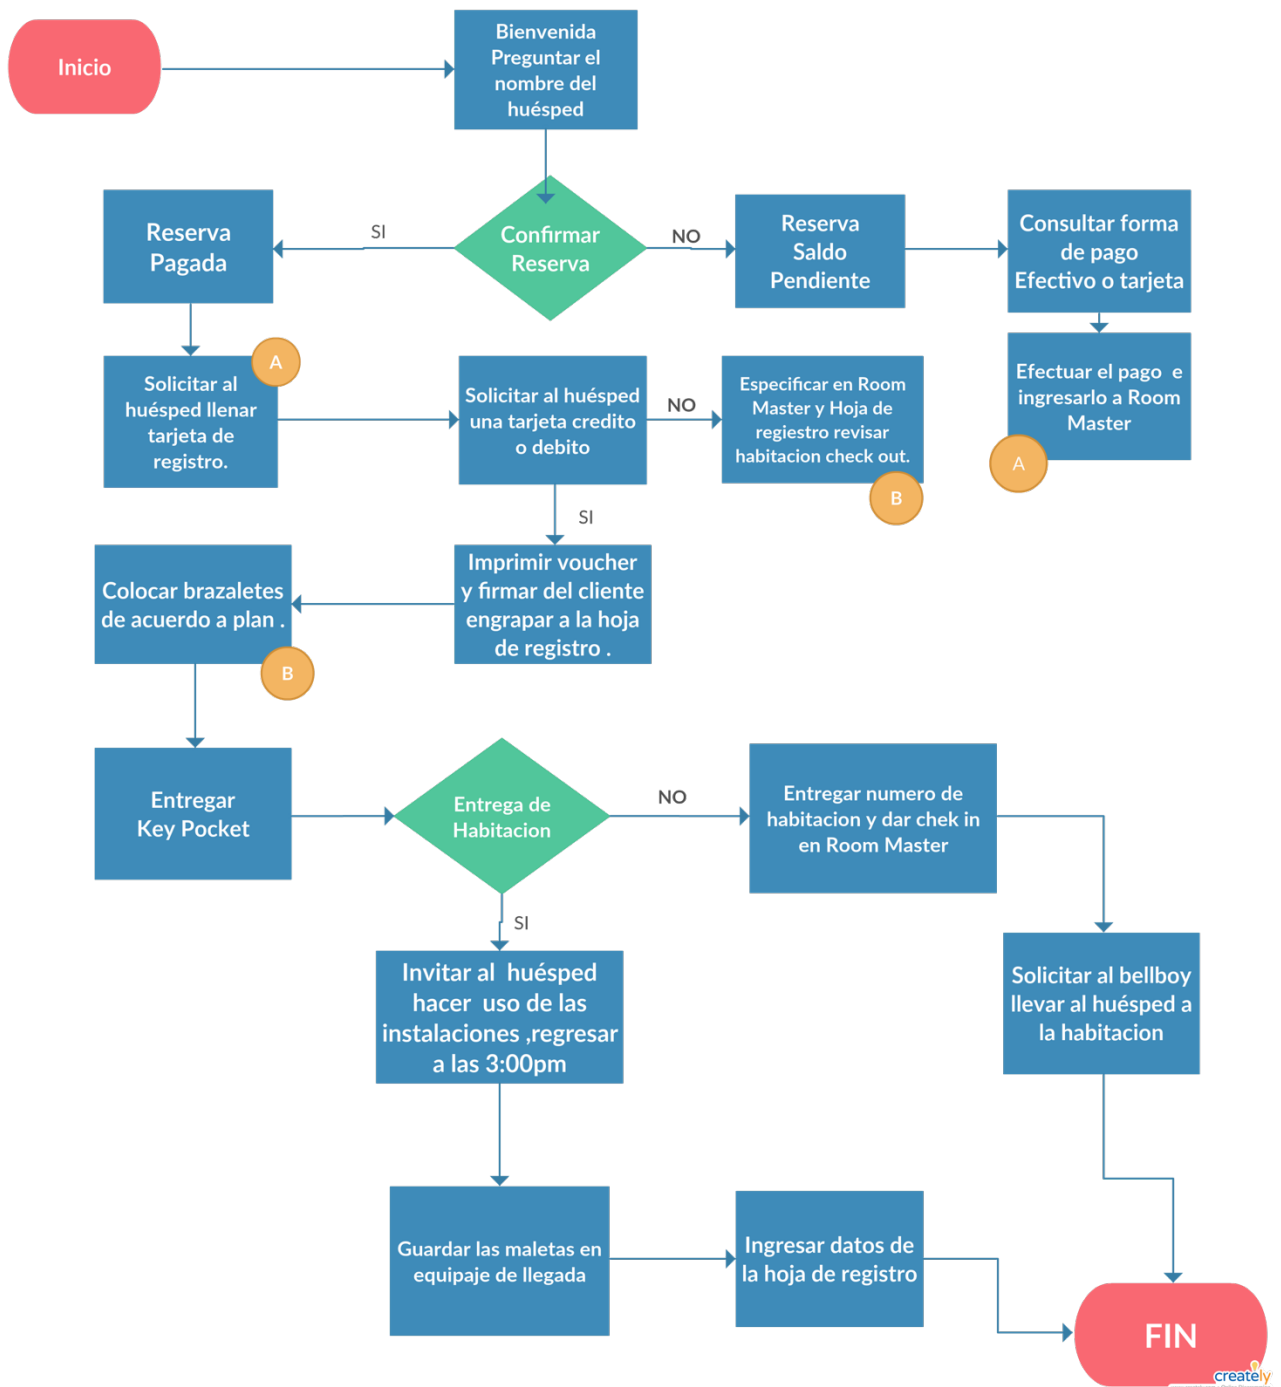 Inicio
Bienvenida
Preguntar el
nombre del
huésped
Reserva
Pagada
SI
Confirmar
Reserva
NO
Reserva
Saldo
Pendiente
Consultar forma
de pago
Efectivo o tarjeta
Solicitar al
huésped llenar
tarjeta de
registro.
A
Solicitar al huésped
una tarjeta credito
o debito
NO
Especificar en Room
Master y Hoja de
regiestro revisar
habitacion check out.
B
Efectuar el pago e
ingresarlo a Room
Master
A
SI
Colocar brazaletes
de acuerdo a plan .
B
Imprimir voucher
y firmar del cliente
engrapar a la hoja
de registro .
Entregar
Key Pocket
Entrega de
Habitacion
NO
Entregar numero de
habitacion y dar chek in
en Room Master
SI
Invitar al huésped
hacer uso de las
instalaciones ,regresar
a las 3:00pm
Solicitar al bellboy
llevar al huésped a
la habitacion
Guardar las maletas en
equipaje de llegada
Ingresar datos de
la hoja de registro
FIN
creately